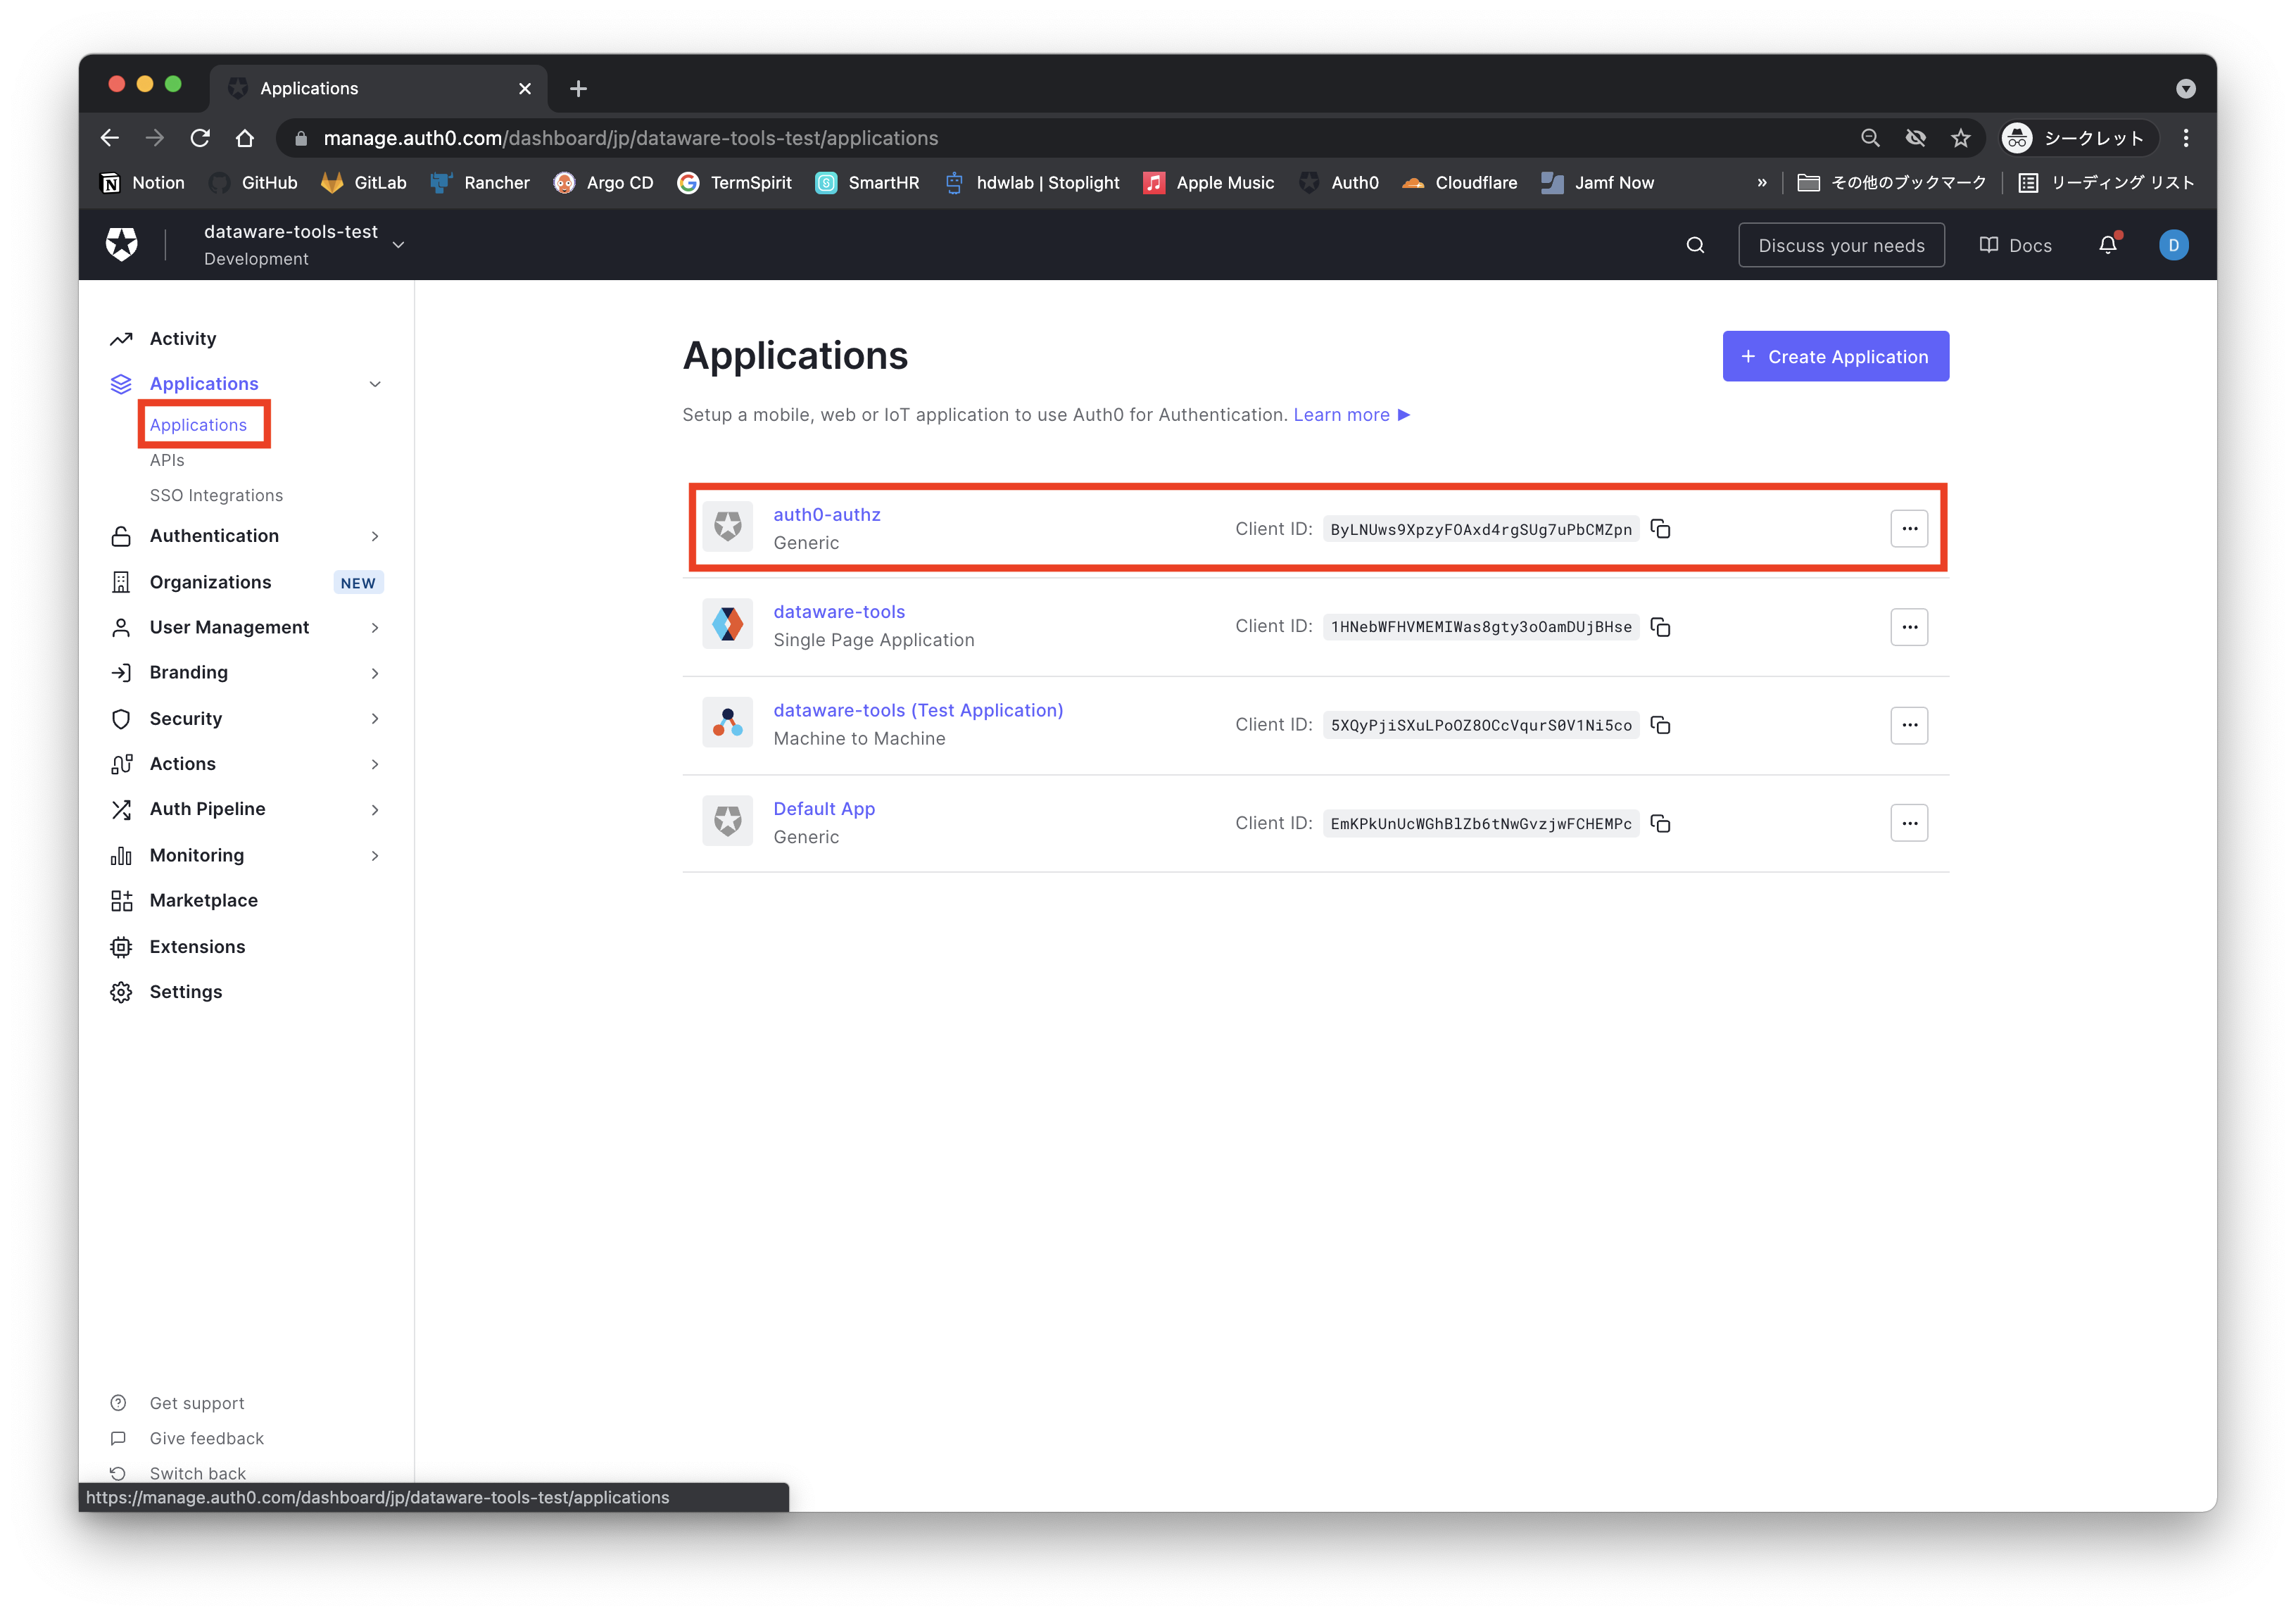 Applications
manage.auth0.com/dashboard/jp/dataware-tools-test/applications
シークレット
Notion
GitHub
GitLab
Rancher
Argo CD
TermSpirit
SmartHR
hdwlab | Stoplight
Apple Music
Auth0
Cloudflare
Jamf Now
»
その他のブックマーク
リーディング リスト
dataware-tools-test
Development
Discuss your needs
Docs
D
Activity
Applications
Applications
APIs
SSO Integrations
Authentication
Organizations NEW
User Management
Branding
Security
Actions
Auth Pipeline
Monitoring
Marketplace
Extensions
Settings
Get support
Give feedback
Switch back
https://manage.auth0.com/dashboard/jp/dataware-tools-test/applications
Applications
+ Create Application
Setup a mobile, web or IoT application to use Auth0 for Authentication. Learn more ▶
auth0-authz
Generic
Client ID: ByLNUws9XpzyFOAxd4rgSUg7uPbCMZpn
dataware-tools
Single Page Application
Client ID: 1HNebWFHVMEMIWas8gty3oOamDUjBHse
dataware-tools (Test Application)
Machine to Machine
Client ID: 5XQyPjiSXuLPoOZ8OCcVqurS0V1Ni5co
Default App
Generic
Client ID: EmKPkUnUcWGhBlZb6tNwGvzjwFCHEMPc